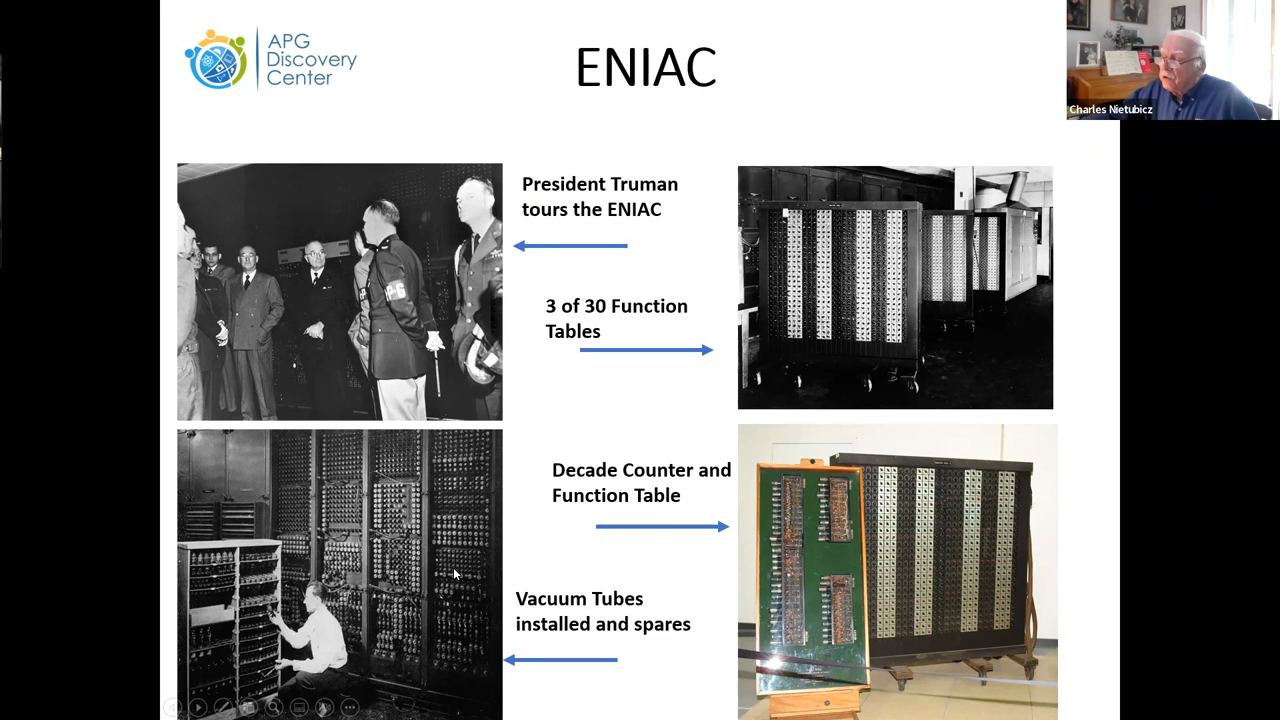 APG
Discovery
Center
ENIAC
Charles Nietubicz
President Truman
tours the ENIAC
3 of 30 Function
Tables
Decade Counter and
Function Table
Vacuum Tubes
installed and spares